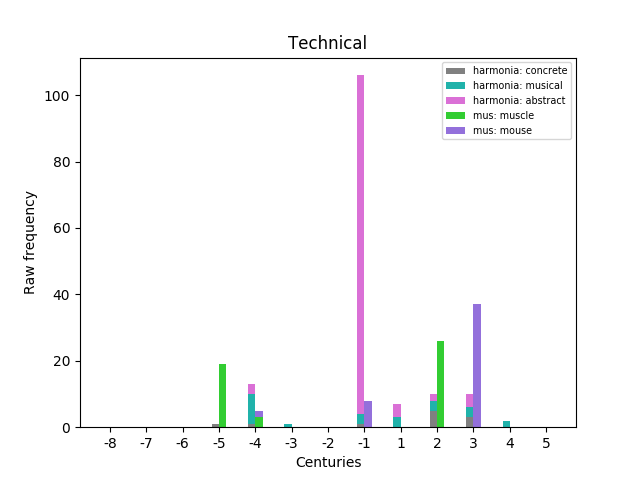 Technical
harmonia: concrete
harmonia: musical
harmonia: abstract
mus: muscle
mus: mouse
Raw frequency
100
80
60
40
20
0
-8 -7 -6 -5 -4 -3 -2 -1 1 2 3 4 5
Centuries